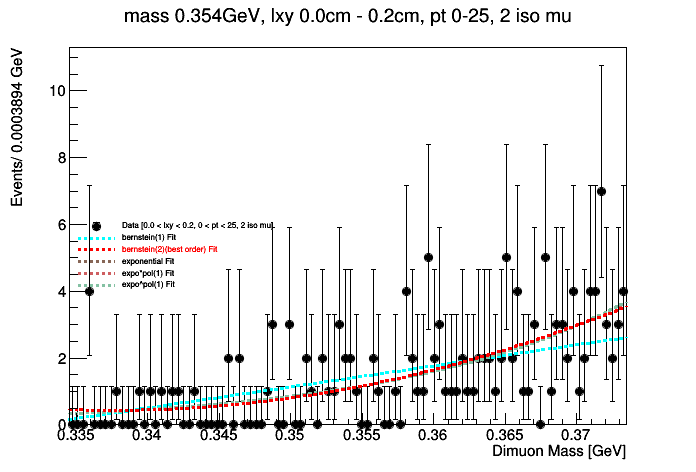 mass 0.354GeV, lxy 0.0cm - 0.2cm, pt 0-25, 2 iso mu
Events/ 0.0003894 GeV
10
8
6
Data [0.0 < lxy < 0.2, 0 < pt < 25, 2 iso mu]
bernstein(1) Fit
bernstein(2)(best order) Fit
exponential Fit
expo*pol(1) Fit
expo^pol(1) Fit
4
2
0
0.335 0.34 0.345 0.35 0.355 0.36 0.365 0.37
Dimuon Mass [GeV]